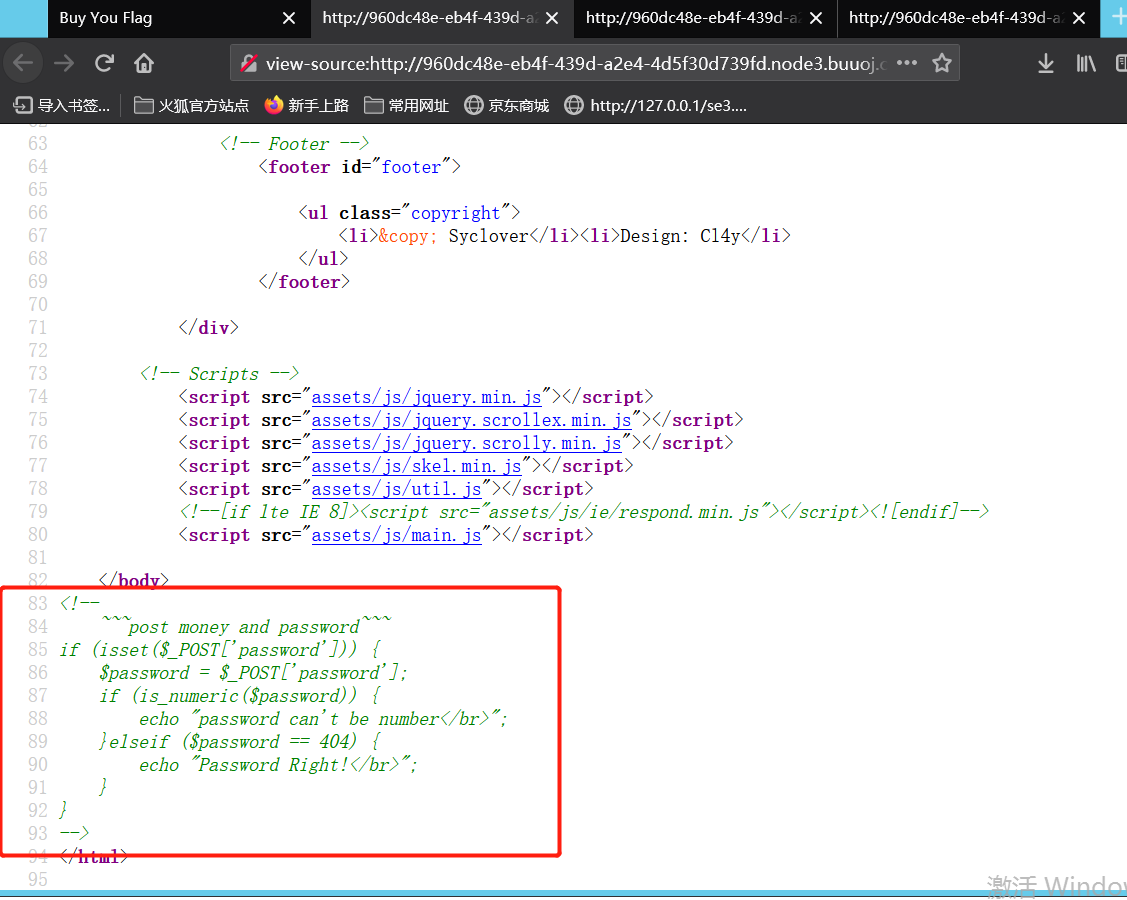 Buy You Flag
http://960dc48e-eb4f-439d-a2
http://960dc48e-eb4f-439d-a2
http://960dc48e-eb4f-439d-a2
view-source:http://960dc48e-eb4f-439d-a2e4-4d5f30d739fd.node3.buuoj.c
导入书签... 火狐官方站点 新手上路 常用网址 京东商城 http://127.0.0.1/se3....
63 <!-- Footer -->
64 <footer id="footer">
65
66 <ul class="copyright">
67 <li>&copy; Syclover</li><li>Design: Cl4y</li>
68 </ul>
69 </footer>
70
71 </div>
72
73 <!-- Scripts -->
74 <script src="assets/js/jquery.min.js"></script>
75 <script src="assets/js/jquery.scrollex.min.js"></script>
76 <script src="assets/js/jquery.scrolly.min.js"></script>
77 <script src="assets/js/skel.min.js"></script>
78 <script src="assets/js/util.js"></script>
79 <!--[if lte IE 8]><script src="assets/js/ie/respond.min.js"></script><![endif]-->
80 <script src="assets/js/main.js"></script>
81
82 </body>
83 <!--
84 ~~~post money and password~~~
85 if (isset($_POST['password'])) {
86 $password = $_POST['password'];
87 if (is_numeric($password)) {
88 echo "password can't be number</br>";
89 }elseif ($password == 404) {
90 echo "Password Right!</br>";
91 }
92 }
93 -->
94 </html>
95
激活 Window